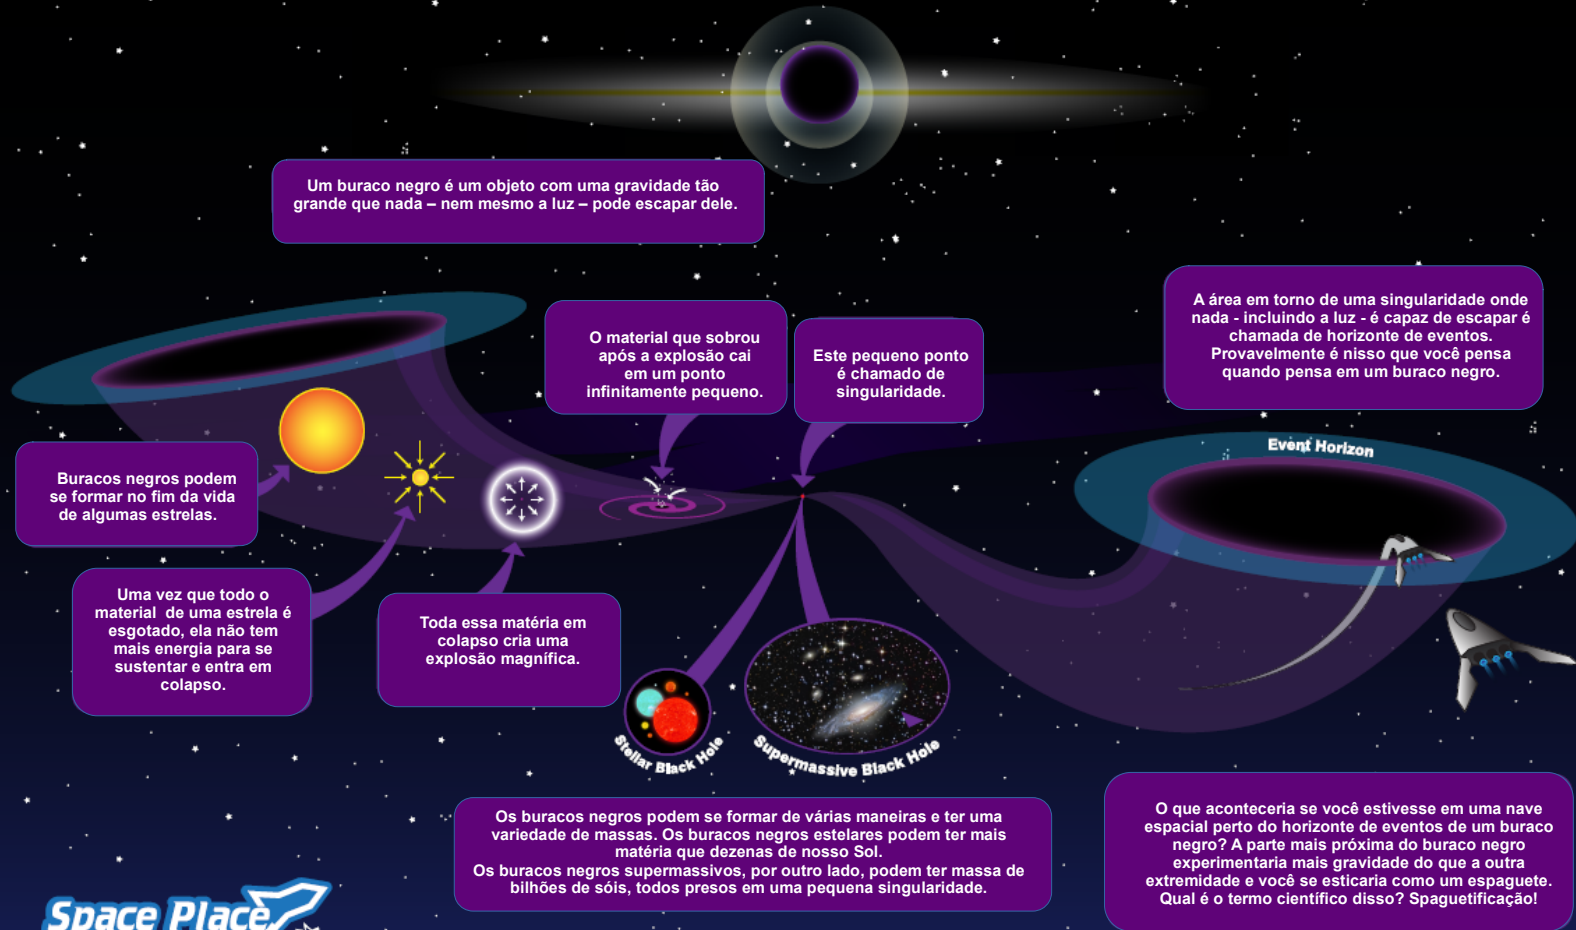 Um buraco negro é um objeto com uma gravidade tão
grande que nada – nem mesmo a luz – pode escapar dele.
O material que sobrou
após a explosão cai
em um ponto
infinitamente pequeno.
Este pequeno ponto
é chamado de
singularidade.
A área em torno de uma singularidade onde
nada - incluindo a luz - é capaz de escapar é
chamada de horizonte de eventos.
Provavelmente é nisso que você pensa
quando pensa em um buraco negro.
Event Horizon
Buracos negros podem
se formar no fim da vida
de algumas estrelas.
Uma vez que todo o
material de uma estrela é
esgotado, ela não tem
mais energia para se
sustentar e entra em
colapso.
Toda essa matéria em
colapso cria uma
explosão magnífica.
Stellar Black Hole
Supermassive Black Hole
Os buracos negros podem se formar de várias maneiras e ter uma
variedade de massas. Os buracos negros estelares podem ter mais
matéria que dezenas de nosso Sol.
Os buracos negros supermassivos, por outro lado, podem ter massa de
bilhões de sóis, todos presos em uma pequena singularidade.
O que aconteceria se você estivesse em uma nave
espacial perto do horizonte de eventos de um buraco
negro? A parte mais próxima do buraco negro
experimentaria mais gravidade do que a outra
extremidade e você se esticaria como um espaguete.
Qual é o termo científico disso? Spaguetificação!
Space Place